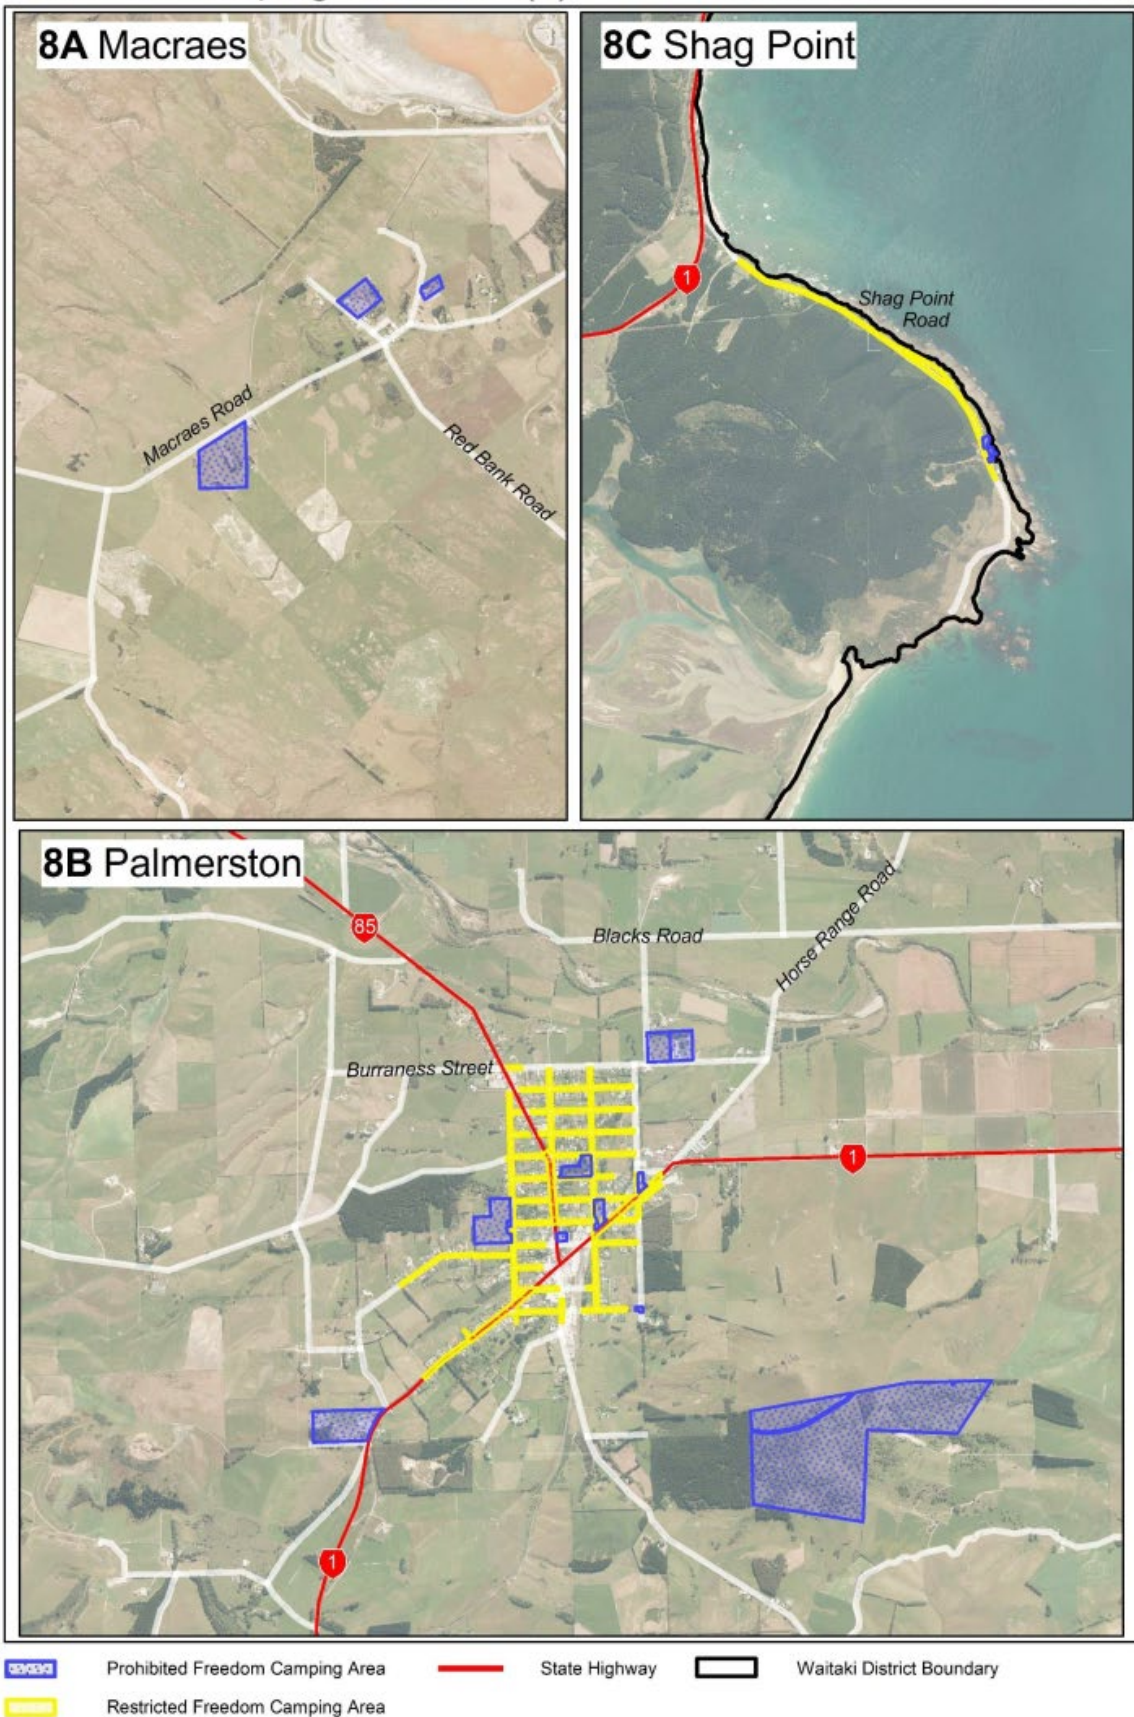 8A Macraes
Macraes Road
Red Bank Road
8C Shag Point
1
Shag Point
Road
8B Palmerston
85
Blacks Road
Horse Range Road
Burraness Street
1
1
Prohibited Freedom Camping Area
State Highway
Waitaki District Boundary
Restricted Freedom Camping Area